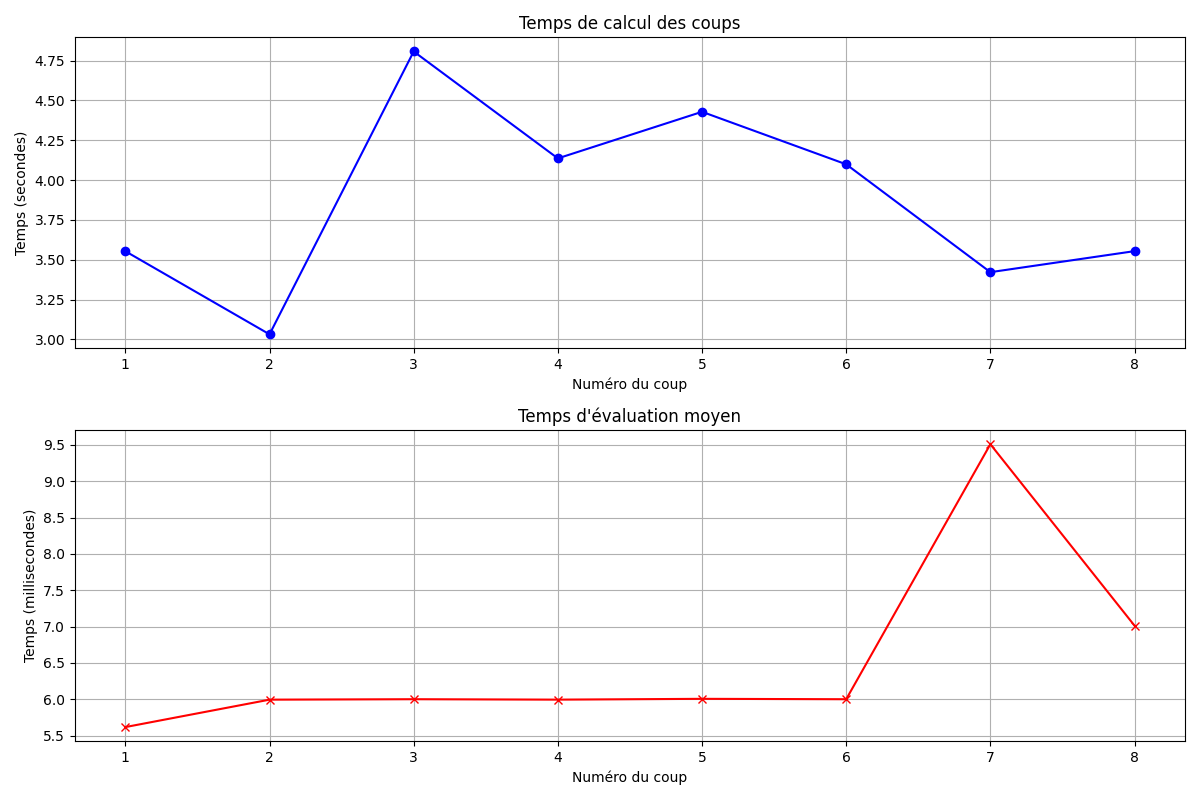 Temps de calcul des coups
4.75
4.50
4.25
4.00
3.75
3.50
3.25
3.00
Temps (secondes)
1 2 3 4 5 6 7 8
Numéro du coup
Temps d'évaluation moyen
9.5
9.0
8.5
8.0
7.5
7.0
6.5
6.0
5.5
Temps (millisecondes)
1 2 3 4 5 6 7 8
Numéro du coup